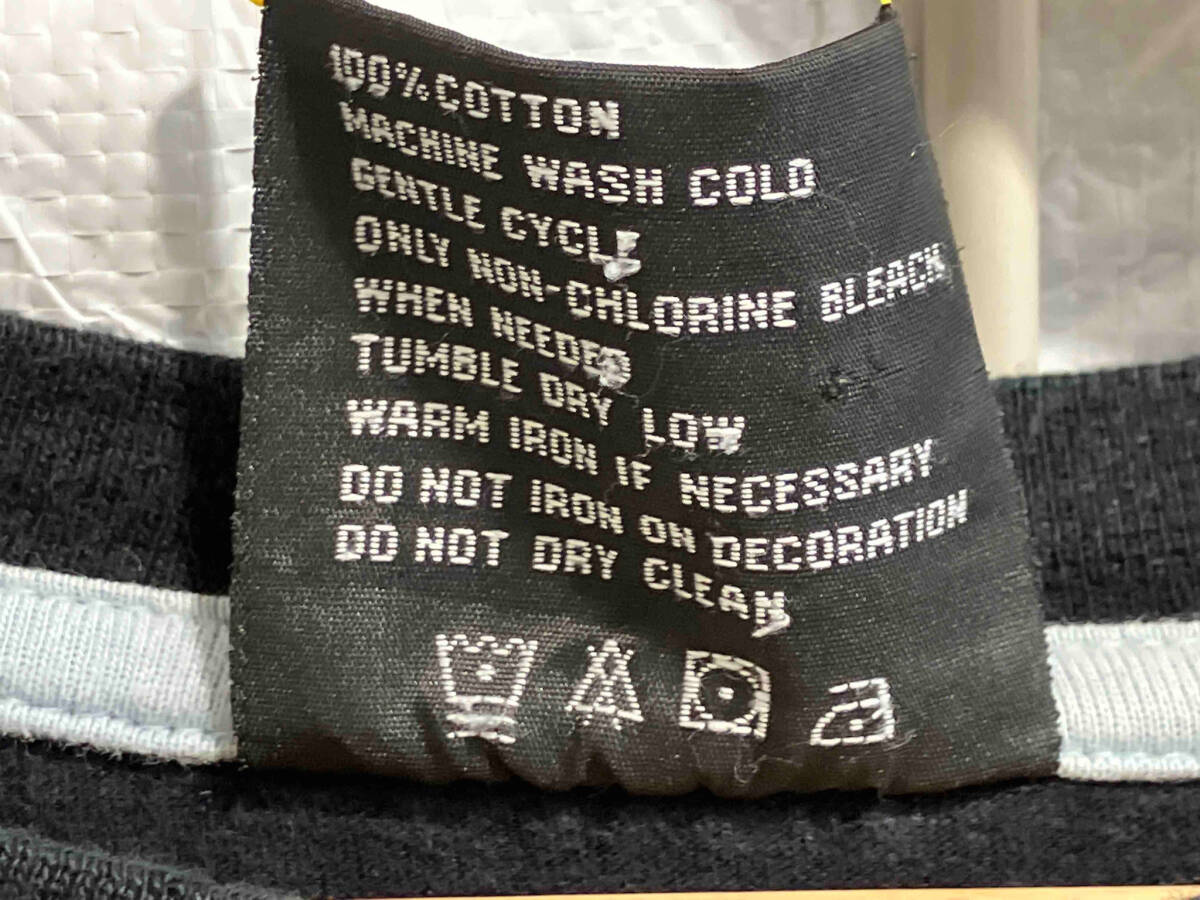 100% COTTON
MACHINE WASH COLD
GENTLE CYCLE
ONLY NON-CHLORINE BLEACH
WHEN NEEDED
TUMBLE DRY LOW
WARM IRON IF NECESSARY
DO NOT IRON ON DECORATION
DO NOT DRY CLEAN